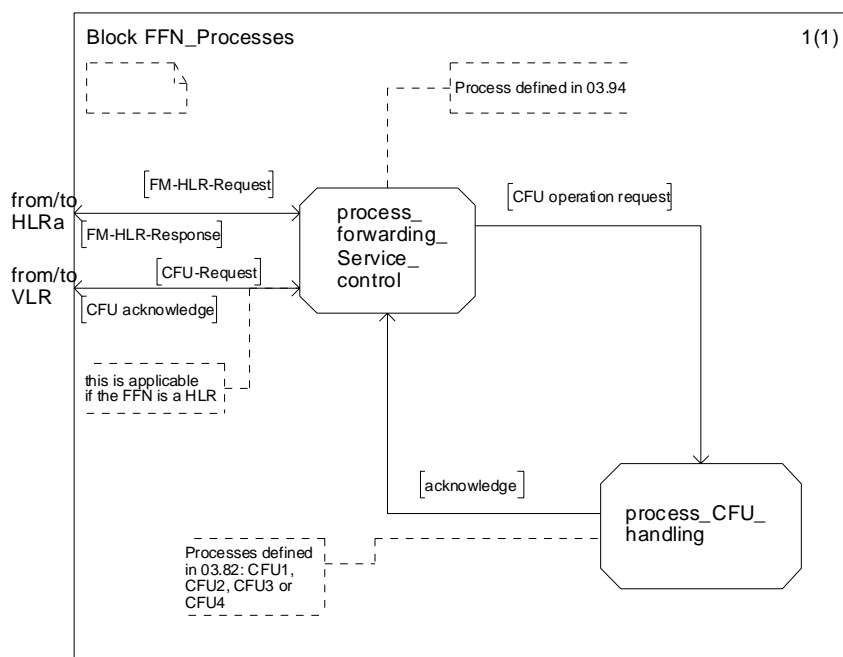 Block FFN_Processes
1(1)
Process defined in 03.94
from/to
HLRa
[FM-HLR-Request]
[FM-HLR-Response]
from/to
VLR
[CFU-Request]
[CFU acknowledge]
process_
forwarding_
Service_
control
[CFU operation request]
this is applicable
if the FFN is a HLR
[acknowledge]
process_CFU_
handling
Processes defined
in 03.82: CFU1,
CFU2, CFU3 or
CFU4